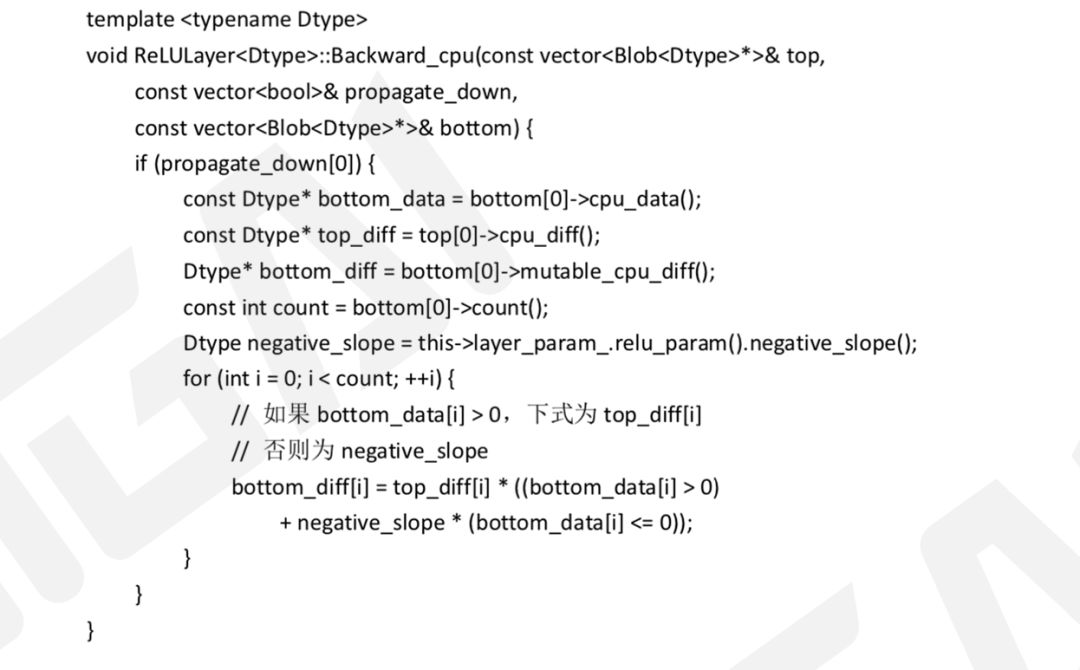 template <typename Dtype>
void ReLULayer<Dtype>::Backward_cpu(const vector<Blob<Dtype>*>& top,
const vector<bool>& propagate_down,
const vector<Blob<Dtype>*>& bottom) {
if (propagate_down[0]) {
const Dtype* bottom_data = bottom[0]->cpu_data();
const Dtype* top_diff = top[0]->cpu_diff();
Dtype* bottom_diff = bottom[0]->mutable_cpu_diff();
const int count = bottom[0]->count();
Dtype negative_slope = this->layer_param_.relu_param().negative_slope();
for (int i = 0; i < count; ++i) {
// 如果 bottom_data[i] > 0，下式为 top_diff[i]
// 否则为 negative_slope
bottom_diff[i] = top_diff[i] * ((bottom_data[i] > 0)
+ negative_slope * (bottom_data[i] <= 0));
}
}
}